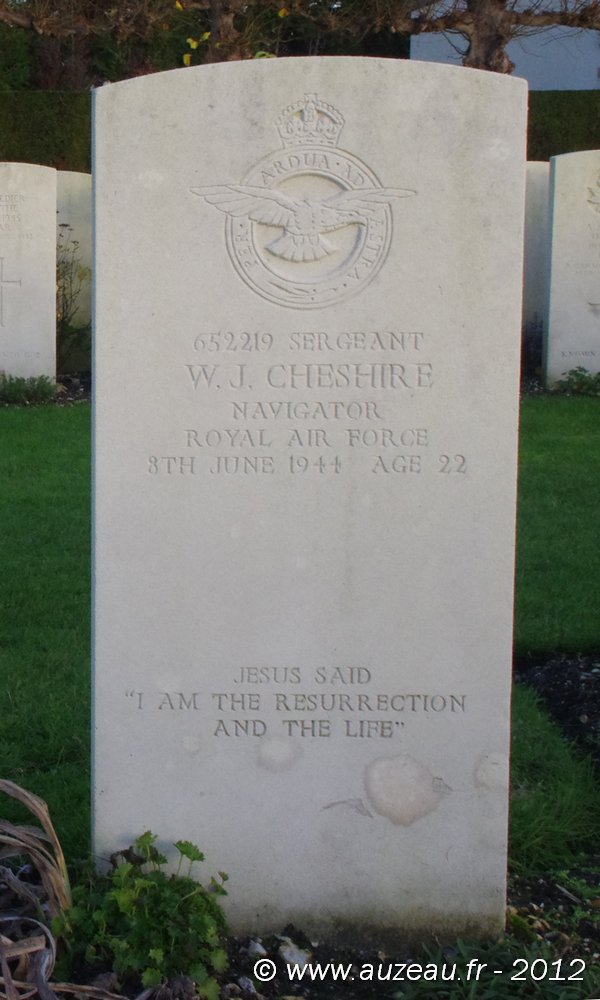 PER ARDUA AD ASTRA
652219 SERGEANT
W. J. CHESHIRE
NAVIGATOR
ROYAL AIR FORCE
8TH JUNE 1944 AGE 22
JESUS SAID
"I AM THE RESURRECTION
AND THE LIFE"
©www.auzeau.fr - 2012